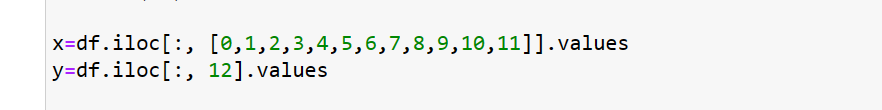 x=df.iloc[:, [0,1,2,3,4,5,6,7,8,9,10,11]].values
y=df.iloc[:, 12].values